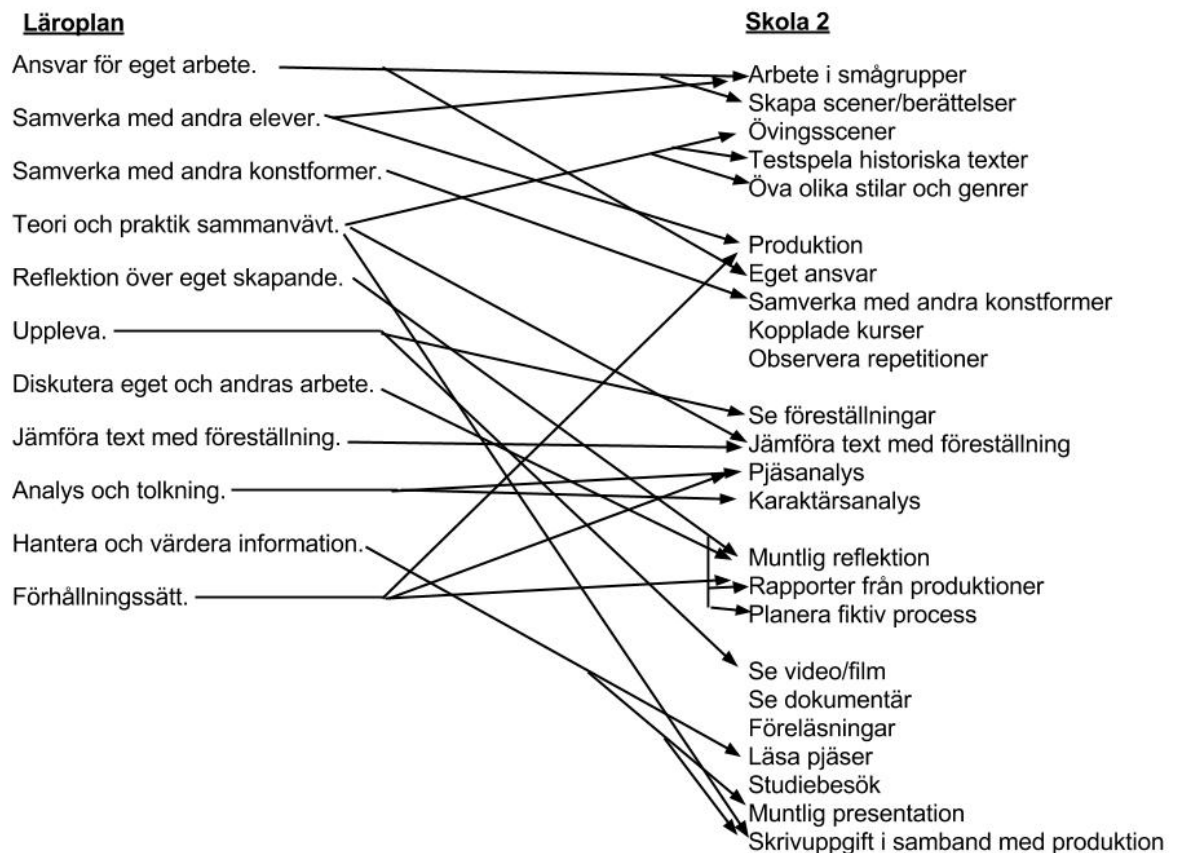 Läroplan
Ansvar för eget arbete.
Samverka med andra elever.
Samverka med andra konstformer.
Teori och praktik sammanvävt.
Reflektion över eget skapande.
Uppleva.
Diskutera eget och andras arbete.
Jämföra text med föreställning.
Analys och tolkning.
Hantera och värdera information.
Förhållningssätt.
Skola 2
Arbete i smågrupper
Skapa scener/berättelser
Övingsscener
Testspela historiska texter
Öva olika stilar och genrer
Produktion
Eget ansvar
Samverka med andra konstformer
Kopplade kurser
Observera repetitioner
Se föreställningar
Jämföra text med föreställning
Pjäsanalys
Karaktärsanalys
Muntlig reflektion
Rapporter från produktioner
Planera fiktiv process
Se video/film
Se dokumentär
Föreläsningar
Läsa pjäser
Studiebesök
Muntlig presentation
Skrivuppgift i samband med produktion